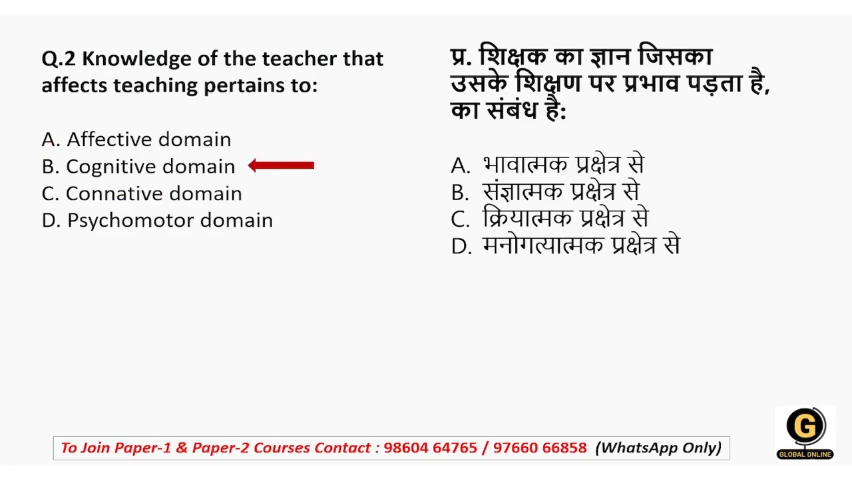 Q.2 Knowledge of the teacher that
affects teaching pertains to:
A. Affective domain
B. Cognitive domain
C. Connative domain
D. Psychomotor domain
प्र. शिक्षक का ज्ञान जिसका
उसके शिक्षण पर प्रभाव पड़ता है,
का संबंध है:
A. भावात्मक प्रक्षेत्र से
B. संज्ञात्मक प्रक्षेत्र से
C. क्रियात्मक प्रक्षेत्र से
D. मनोगत्यात्मक प्रक्षेत्र से
To Join Paper-1 & Paper-2 Courses Contact : 98604 64765 / 97660 66858 (WhatsApp Only)
G
GLOBAL ONLINE